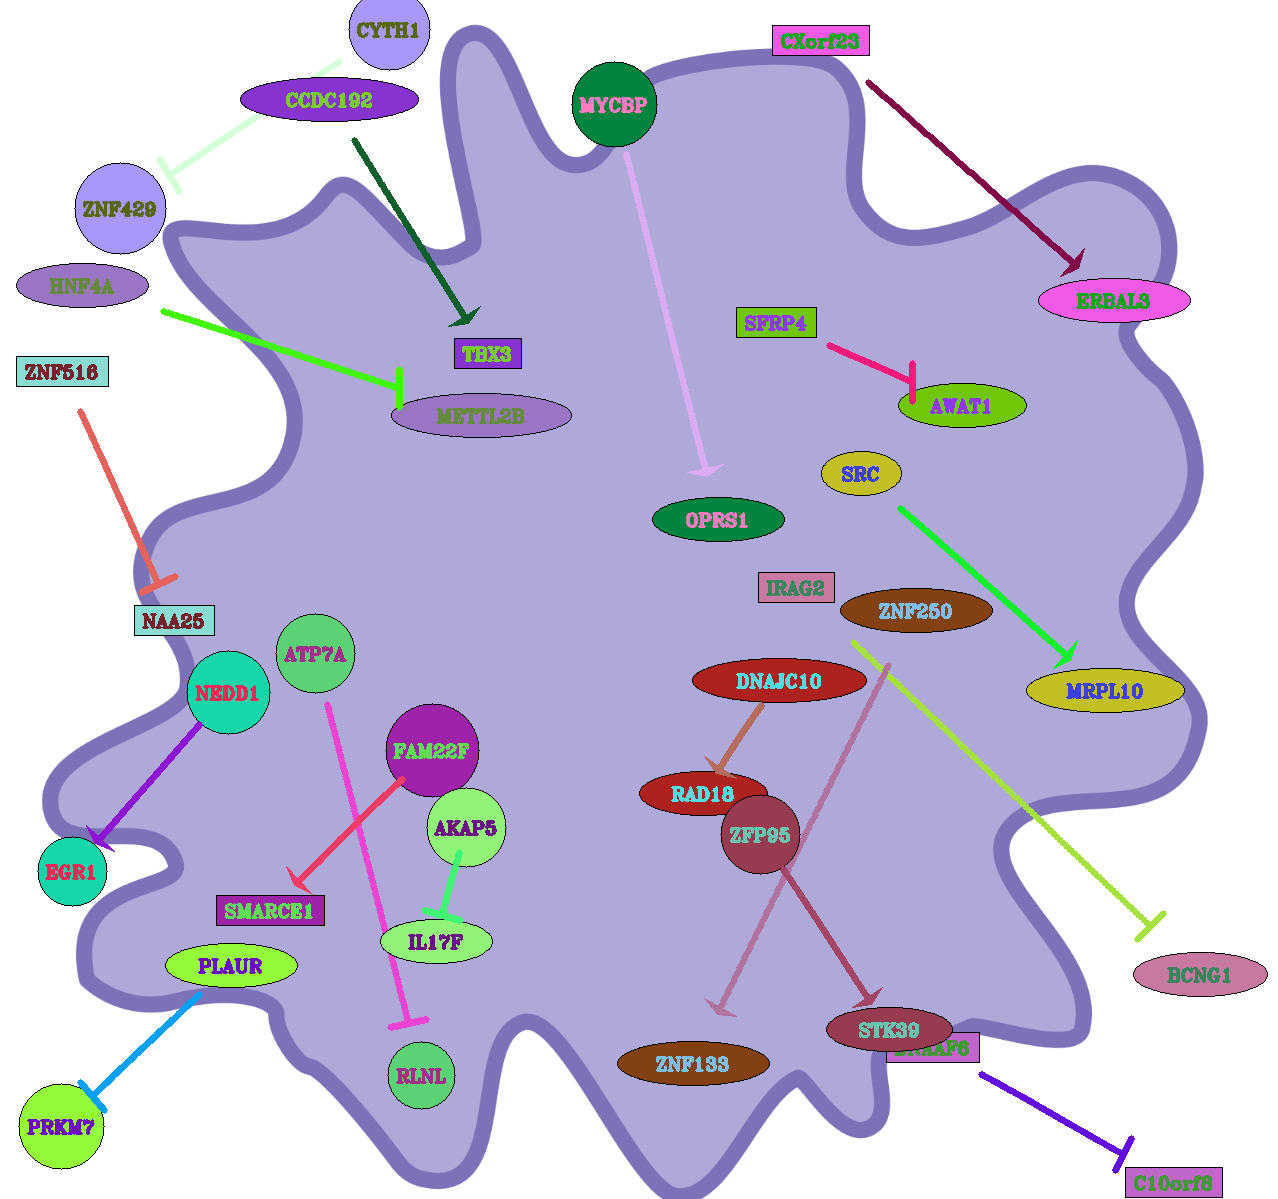 CYTH1
CXorf23
CCDC192
MYCBP
ZNF429
HNF4A
ERBAL3
SFRP4
TBX3
ZNF516
AWAT1
METTL2B
SRC
OPRS1
IRAG2
ZNF250
NAA25
ATP7A
DNAJC10
NEDD1
MRPL10
FAM22F
RAD18
AKAP5
ZFP95
EGR1
SMARCE1
IL17F
PLAUR
BCNG1
STK39
ZNF133
RLNL
PRKM7
C10orf8